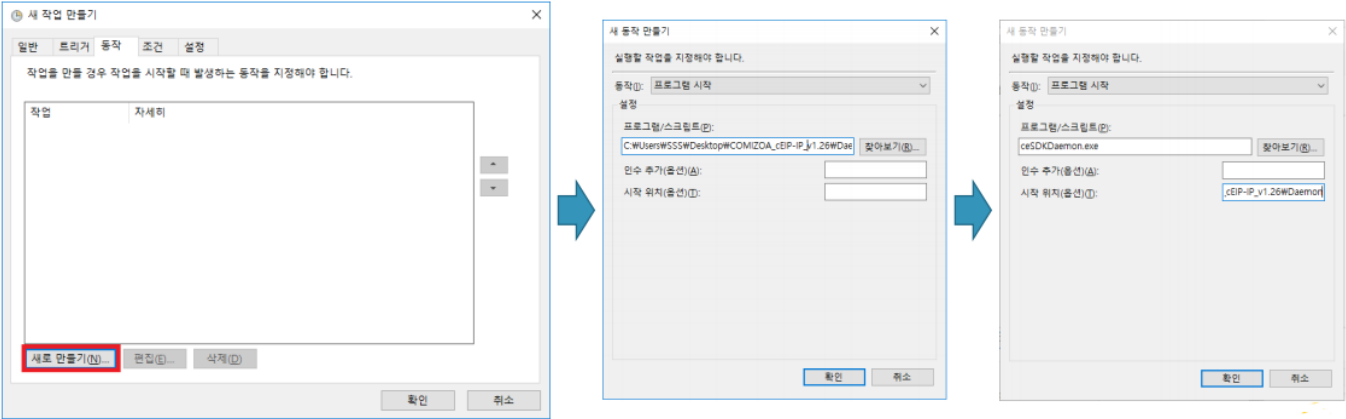 새 작업 만들기
일반 트리거 동작 조건 설정
작업을 만들 경우 작업을 시작할 때 발생하는 동작을 지정해야 합니다.
작업 자세히
새로 만들기(N)... 편집(E)... 삭제(D)
확인 취소
새 동작 만들기
실행할 작업을 지정해야 합니다.
동작(I): 프로그램 시작
설정
프로그램/스크립트(P):
C:₩Users₩SSS₩Desktop₩COMIZOA_cEIP-IP_v1.26₩Dae 찾아보기(R)...
인수 추가(옵션)(A):
시작 위치(옵션)(T):
확인 취소
새 동작 만들기
실행할 작업을 지정해야 합니다.
동작(I): 프로그램 시작
설정
프로그램/스크립트(P):
ceSDKDaemon.exe 찾아보기(R)...
인수 추가(옵션)(A):
시작 위치(옵션)(T): _cEIP-IP_v1.26₩Daemon
확인 취소